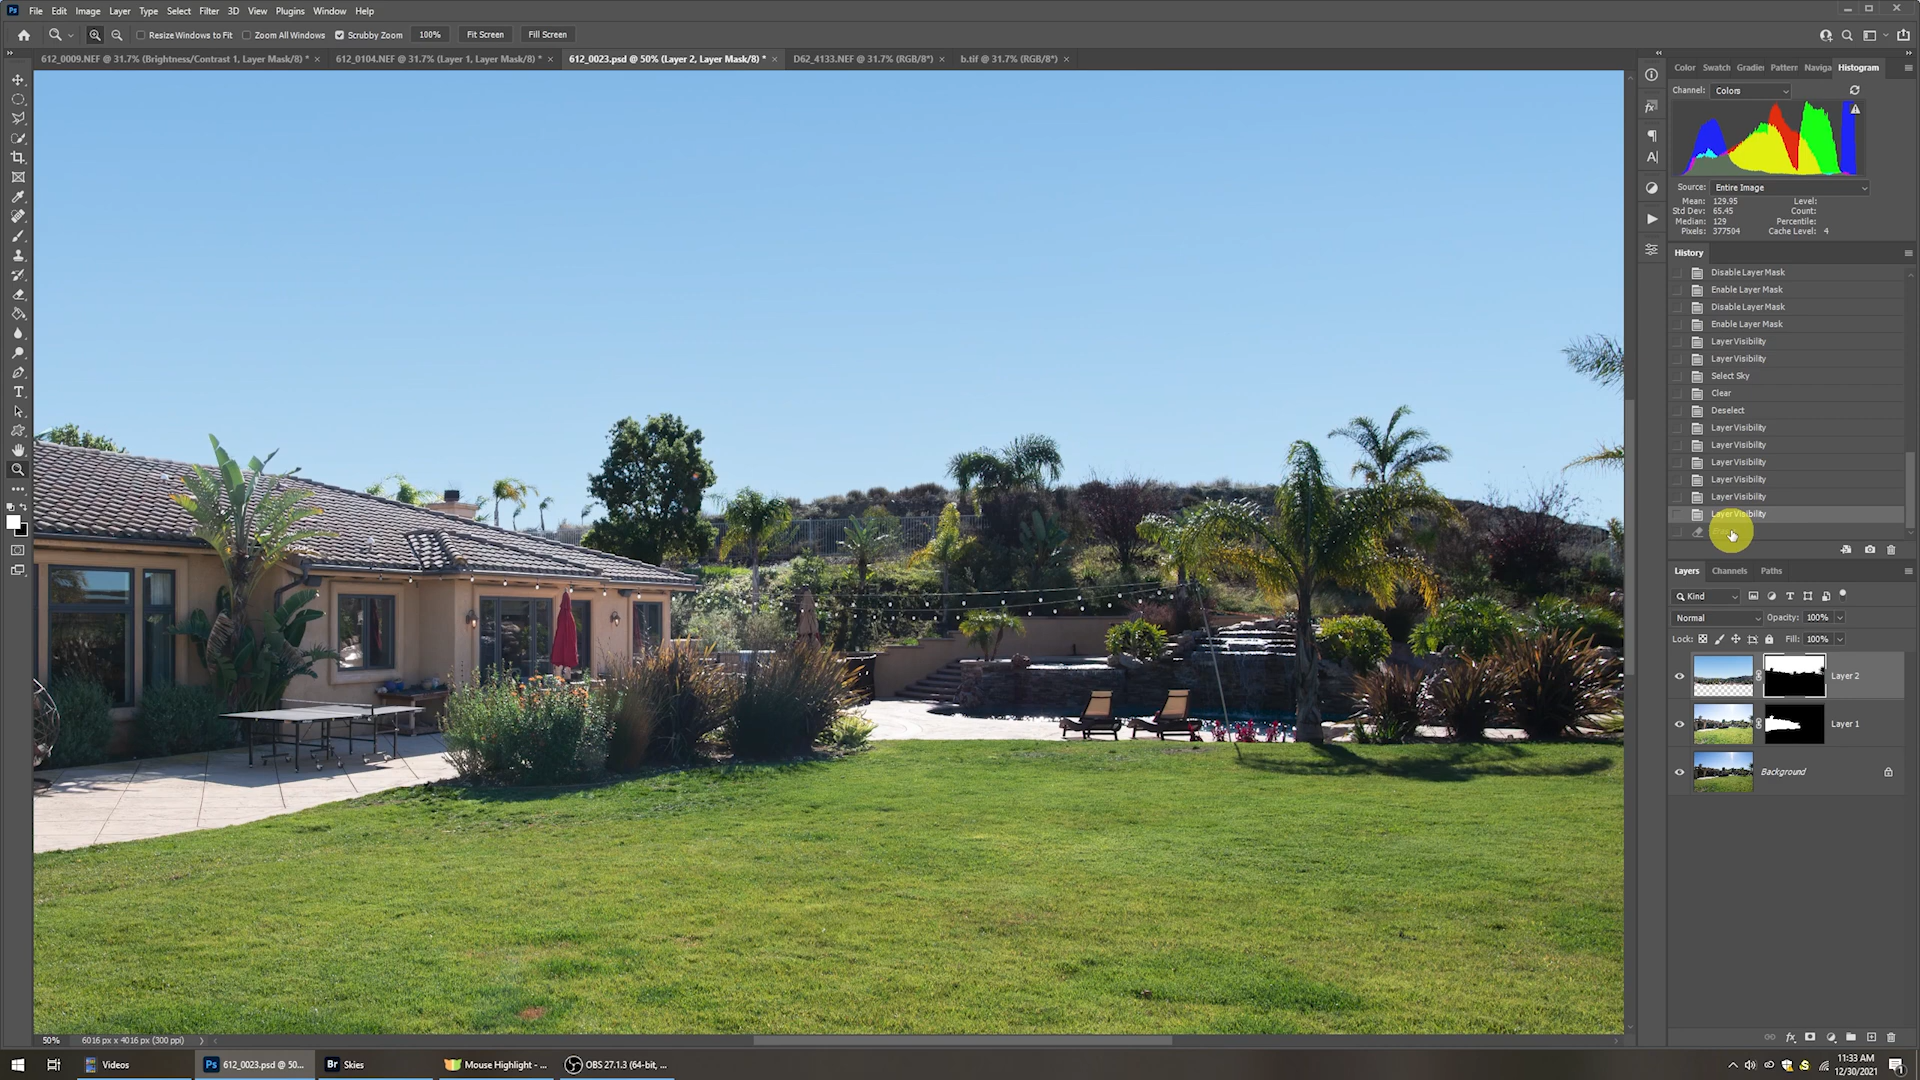 File Edit Image Layer Type Select Filter 3D View Plugins Window Help
Resize Windows to Fit Zoom All Windows Scrubby Zoom 100% Fit Screen Fill Screen
612_0009.NEF @ 31.7% (Brightness/Contrast 1, Layer Mask/8) * × 612_0104.NEF @ 31.7% (Layer 1, Layer Mask/8) * × 612_0023.psd @ 50% (Layer 2, Layer Mask/8) * × D62_4133.NEF @ 31.7% (RGB/8*) × b.tif @ 31.7% (RGB/8*) ×
Color Swatch Gradier Pattern Naviga Histogram
Channel: Colors
Source: Entire Image
Mean: 129.95 Level:
Std Dev: 65.45 Count:
Median: 129 Percentile:
Pixels: 377504 Cache Level: 4
History
Disable Layer Mask
Enable Layer Mask
Disable Layer Mask
Enable Layer Mask
Layer Visibility
Layer Visibility
Select Sky
Clear
Deselect
Layer Visibility
Layer Visibility
Layer Visibility
Layer Visibility
Layer Visibility
Layer Visibility
Layers Channels Paths
Kind
Normal Opacity: 100%
Lock: Fill: 100%
Layer 2
Layer 1
Background
50% 6016 px x 4016 px (300 ppi)
Videos Ps 612_0023.psd @ 50... Br Skies Mouse Highlight - ... OBS 27.1.3 (64-bit, ...
11:33 AM
12/30/2021